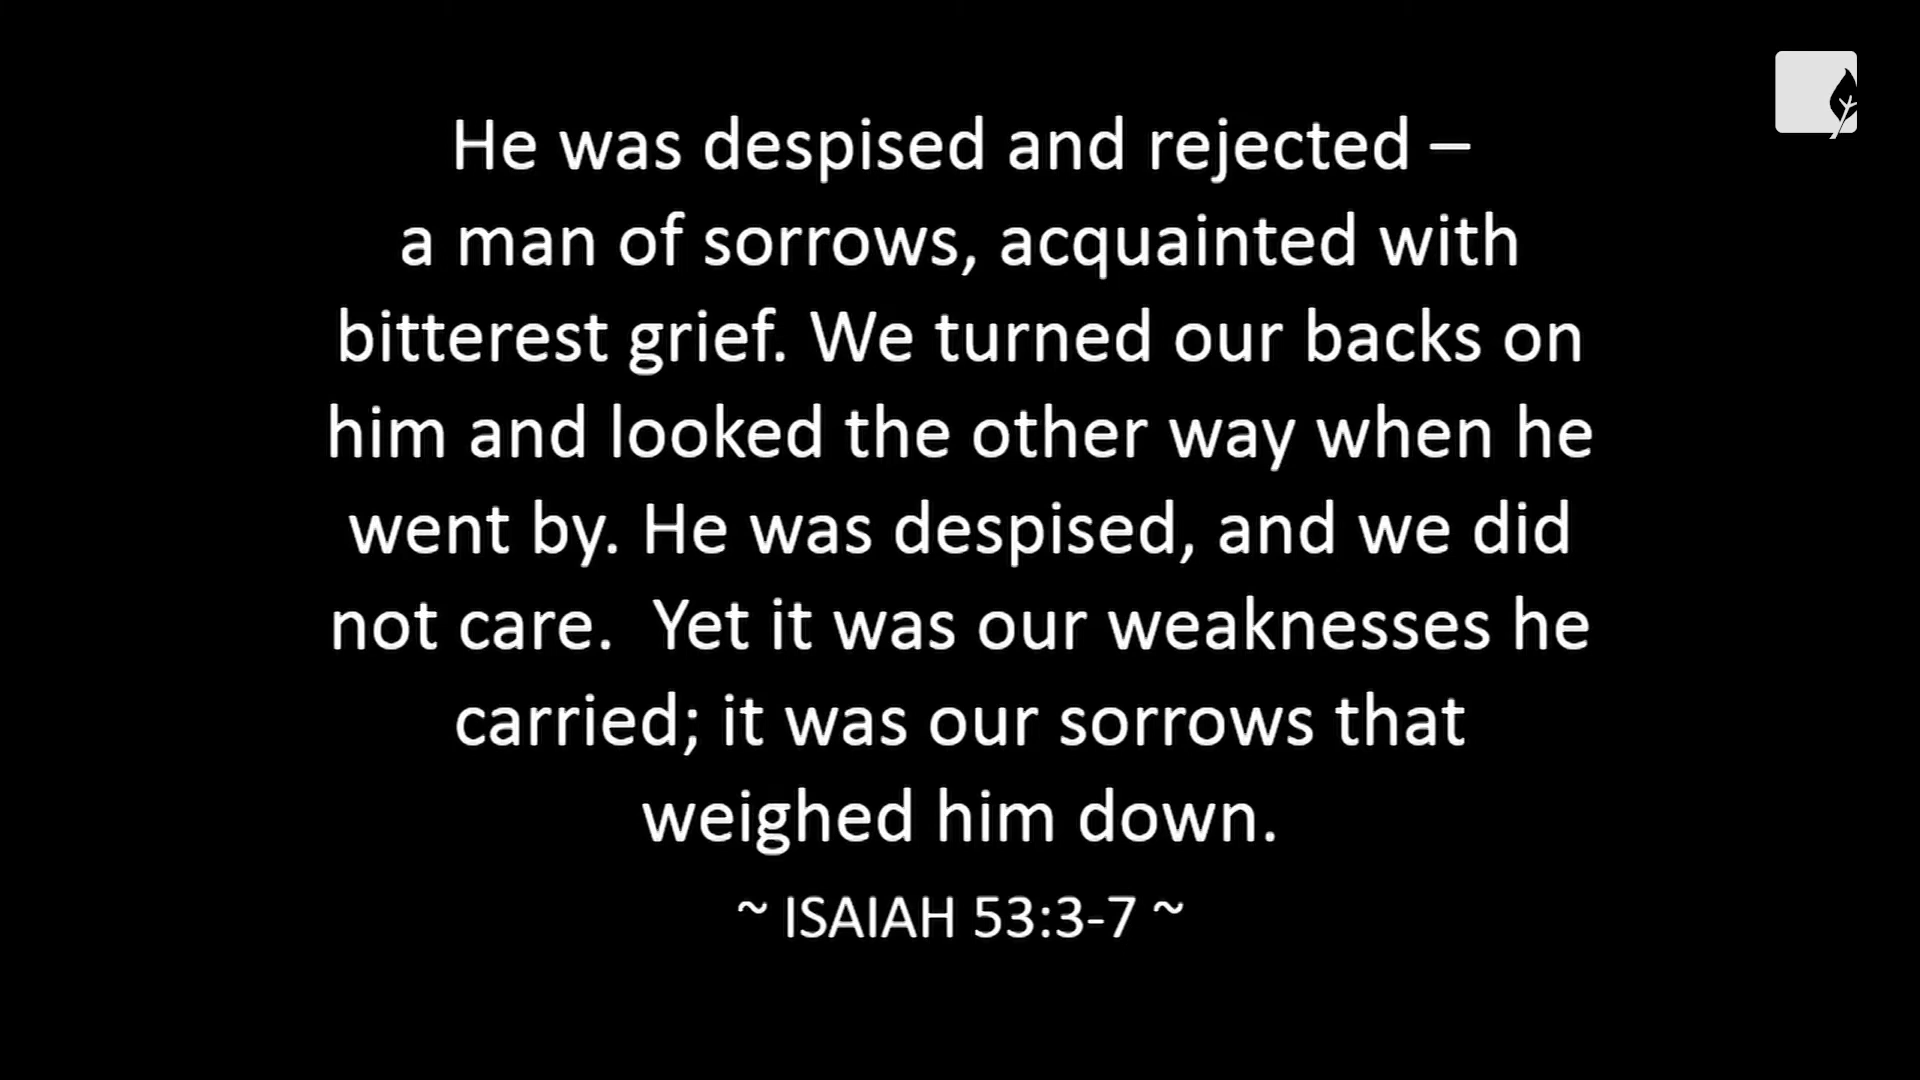 He was despised and rejected –
a man of sorrows, acquainted with
bitterest grief. We turned our backs on
him and looked the other way when he
went by. He was despised, and we did
not care.  Yet it was our weaknesses he
carried; it was our sorrows that
weighed him down.
~ ISAIAH 53:3-7 ~